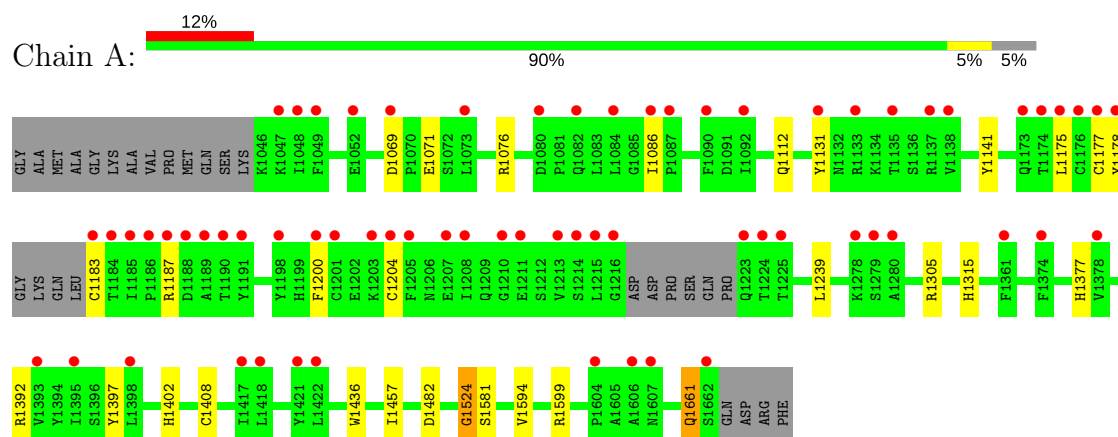 12%
Chain A:
90% 5% 5%
GLY ALA MET ALA GLY LYS ALA VAL PRO MET GLN SER LYS K1046 K1047 I1048 F1049 E1052 D1069 P1070 E1071 S1072 L1073 R1076 D1080 P1081 Q1082 L1083 L1084 G1085 I1086 P1087 F1090 D1091 I1092 Q1112 Y1131 N1132 R1133 K1134 T1135 S1136 R1137 V1138 Y1141 Q1173 T1174 L1175 C1176 C1177 Y1178
GLY LYS GLN LEU C1183 T1184 I1185 P1186 R1187 D1188 A1189 T1190 Y1191 Y1198 H1199 F1200 C1201 E1202 K1203 C1204 F1205 N1206 E1207 I1208 Q1209 G1210 E1211 S1212 V1213 S1214 L1215 G1216 ASP ASP PRO SER GLN PRO Q1223 T1224 T1225 L1239 K1278 S1279 A1280 R1305 H1315 F1361 F1374 H1377 V1378
R1392 V1393 Y1394 I1395 S1396 Y1397 L1398 H1402 C1408 I1417 L1418 Y1421 L1422 W1436 I1457 D1482 G1524 S1581 V1594 R1599 P1604 A1605 A1606 N1607 Q1661 S1662 GLN ASP ARG PHE